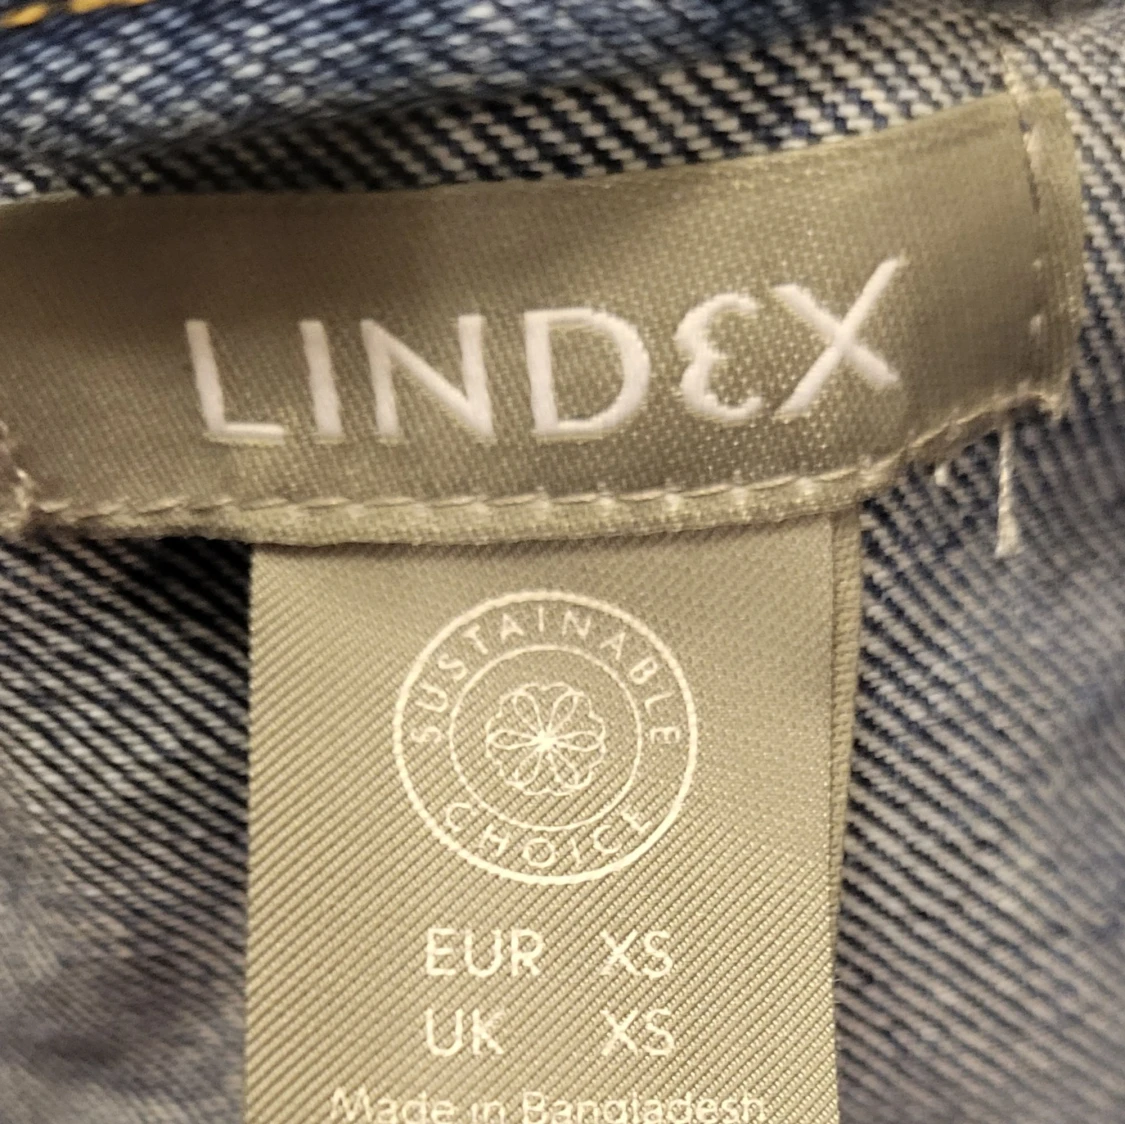 LINDEX
SUSTAINABLE
CHOICE
EUR XS
UK XS
Made in Bangladesh